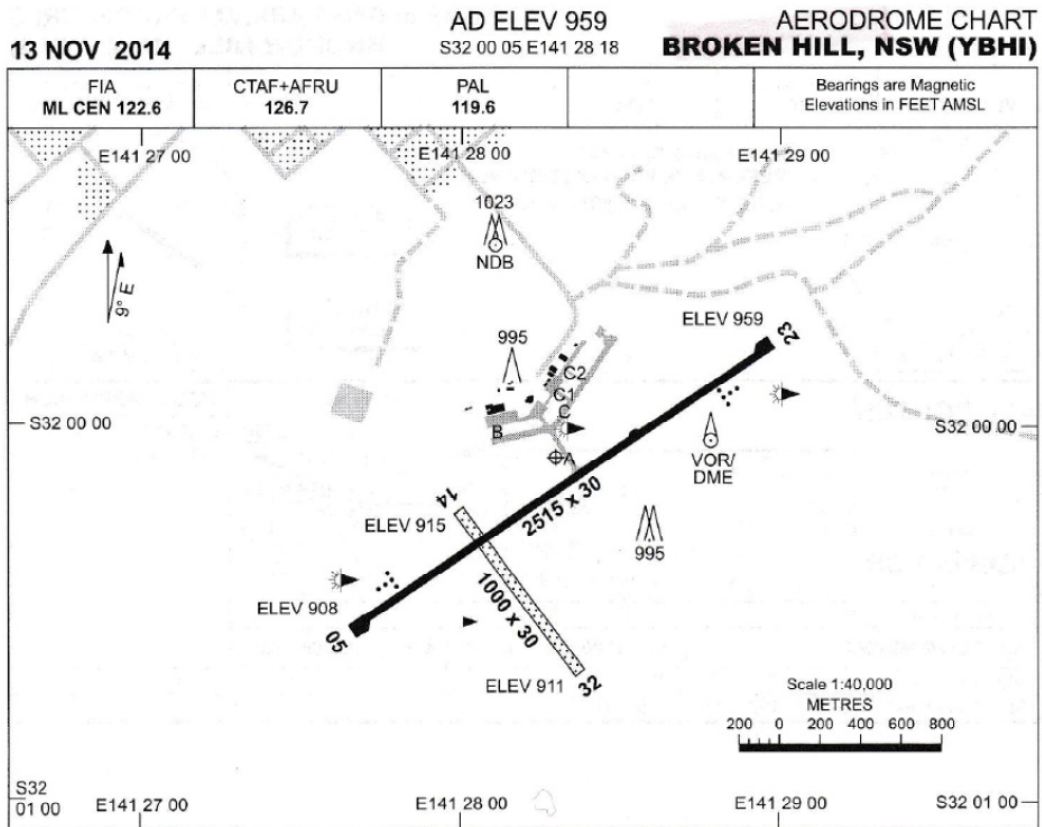 AD ELEV 959
AERODROME CHART
13 NOV 2014
S32 00 05 E141 28 18
BROKEN HILL, NSW (YBHI)
FIA
ML CEN 122.6
CTAF+AFRU
126.7
PAL
119.6
Bearings are Magnetic
Elevations in FEET AMSL
E141 27 00
E141 28 00
E141 29 00
1023
NDB
9° E
ELEV 959
23
995
C2
C1
C
S32 00 00
B
S32 00 00
A
VOR/
DME
14
2515 x 30
ELEV 915
995
1000 x 30
ELEV 908
05
ELEV 911
32
Scale 1:40,000
METRES
200 0 200 400 600 800
S32
01 00
E141 27 00
E141 28 00
E141 29 00
S32 01 00